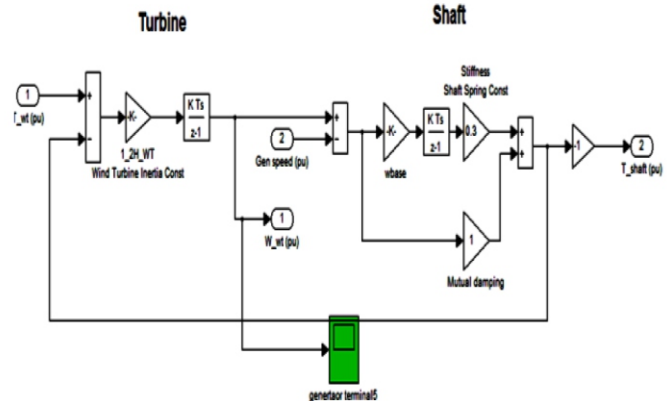 Turbine
Shaft
Stiffness
Shaft Spring Const
1
+
-
T_wt (pu)
-K-
K Ts
z-1
1_2H_WT
Wind Turbine Inertia Const
2
Gen speed (pu)
+
-
-K-
wbase
K Ts
z-1
0.3
+
+
-1
2
T_shaft (pu)
1
W_wt (pu)
1
Mutual damping
genertaor terminal5